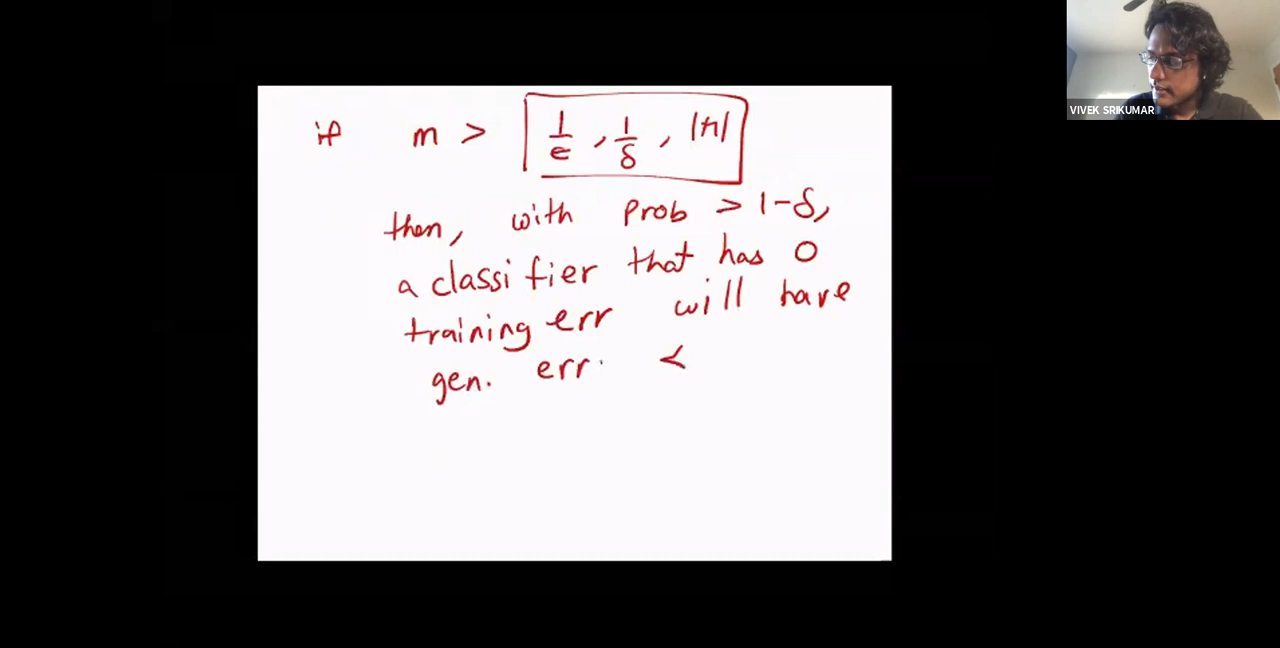 if m > 1/ε, 1/δ, |H|
then, with prob > 1-δ,
a classifier that has 0
training err will have
gen. err. <
VIVEK SRIKUMAR